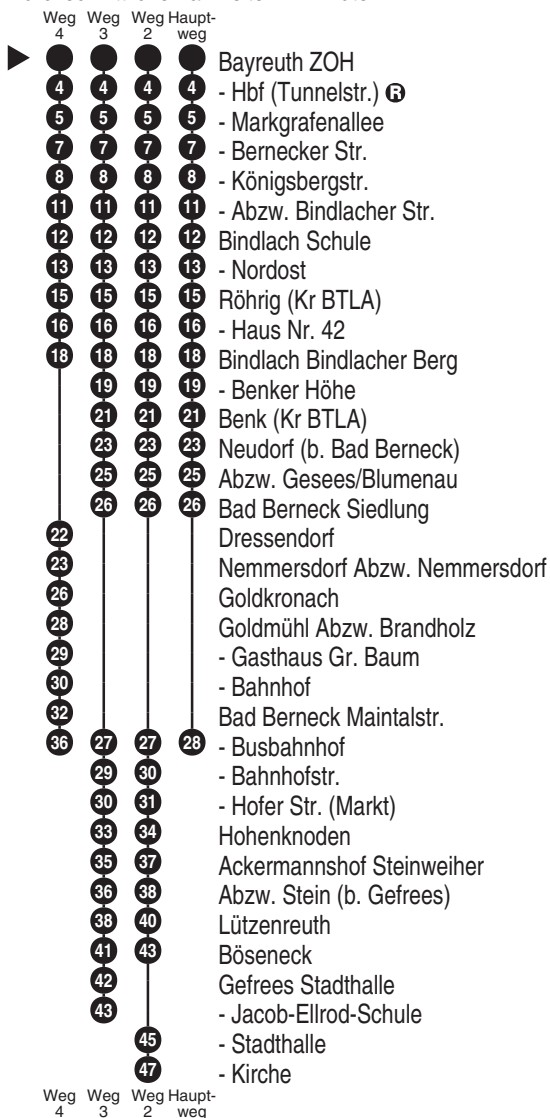 Weg Weg Weg Haupt-
4 3 2 weg
Bayreuth ZOH
4 4 4 4 - Hbf (Tunnelstr.) R
5 5 5 5 - Markgrafenallee
7 7 7 7 - Bernecker Str.
8 8 8 8 - Königsbergstr.
11 11 11 11 - Abzw. Bindlacher Str.
12 12 12 12 Bindlach Schule
13 13 13 13 - Nordost
15 15 15 15 Röhrig (Kr BTLA)
16 16 16 16 - Haus Nr. 42
18 18 18 18 Bindlach Bindlacher Berg
19 19 19 - Benker Höhe
21 21 21 Benk (Kr BTLA)
23 23 23 Neudorf (b. Bad Berneck)
25 25 25 Abzw. Gesees/Blumenau
26 26 26 Bad Berneck Siedlung
22 Dressendorf
23 Nemmersdorf Abzw. Nemmersdorf
26 Goldkronach
28 Goldmühl Abzw. Brandholz
29 - Gasthaus Gr. Baum
30 - Bahnhof
32 Bad Berneck Maintalstr.
36 27 27 28 - Busbahnhof
29 30 - Bahnhofstr.
30 31 - Hofer Str. (Markt)
33 34 Hohenknoden
35 37 Ackermannshof Steinweiher
36 38 Abzw. Stein (b. Gefrees)
38 40 Lützenreuth
41 43 Böseneck
42 Gefrees Stadthalle
43 - Jacob-Ellrod-Schule
45 - Stadthalle
47 - Kirche
Weg Weg Weg Haupt-
4 3 2 weg